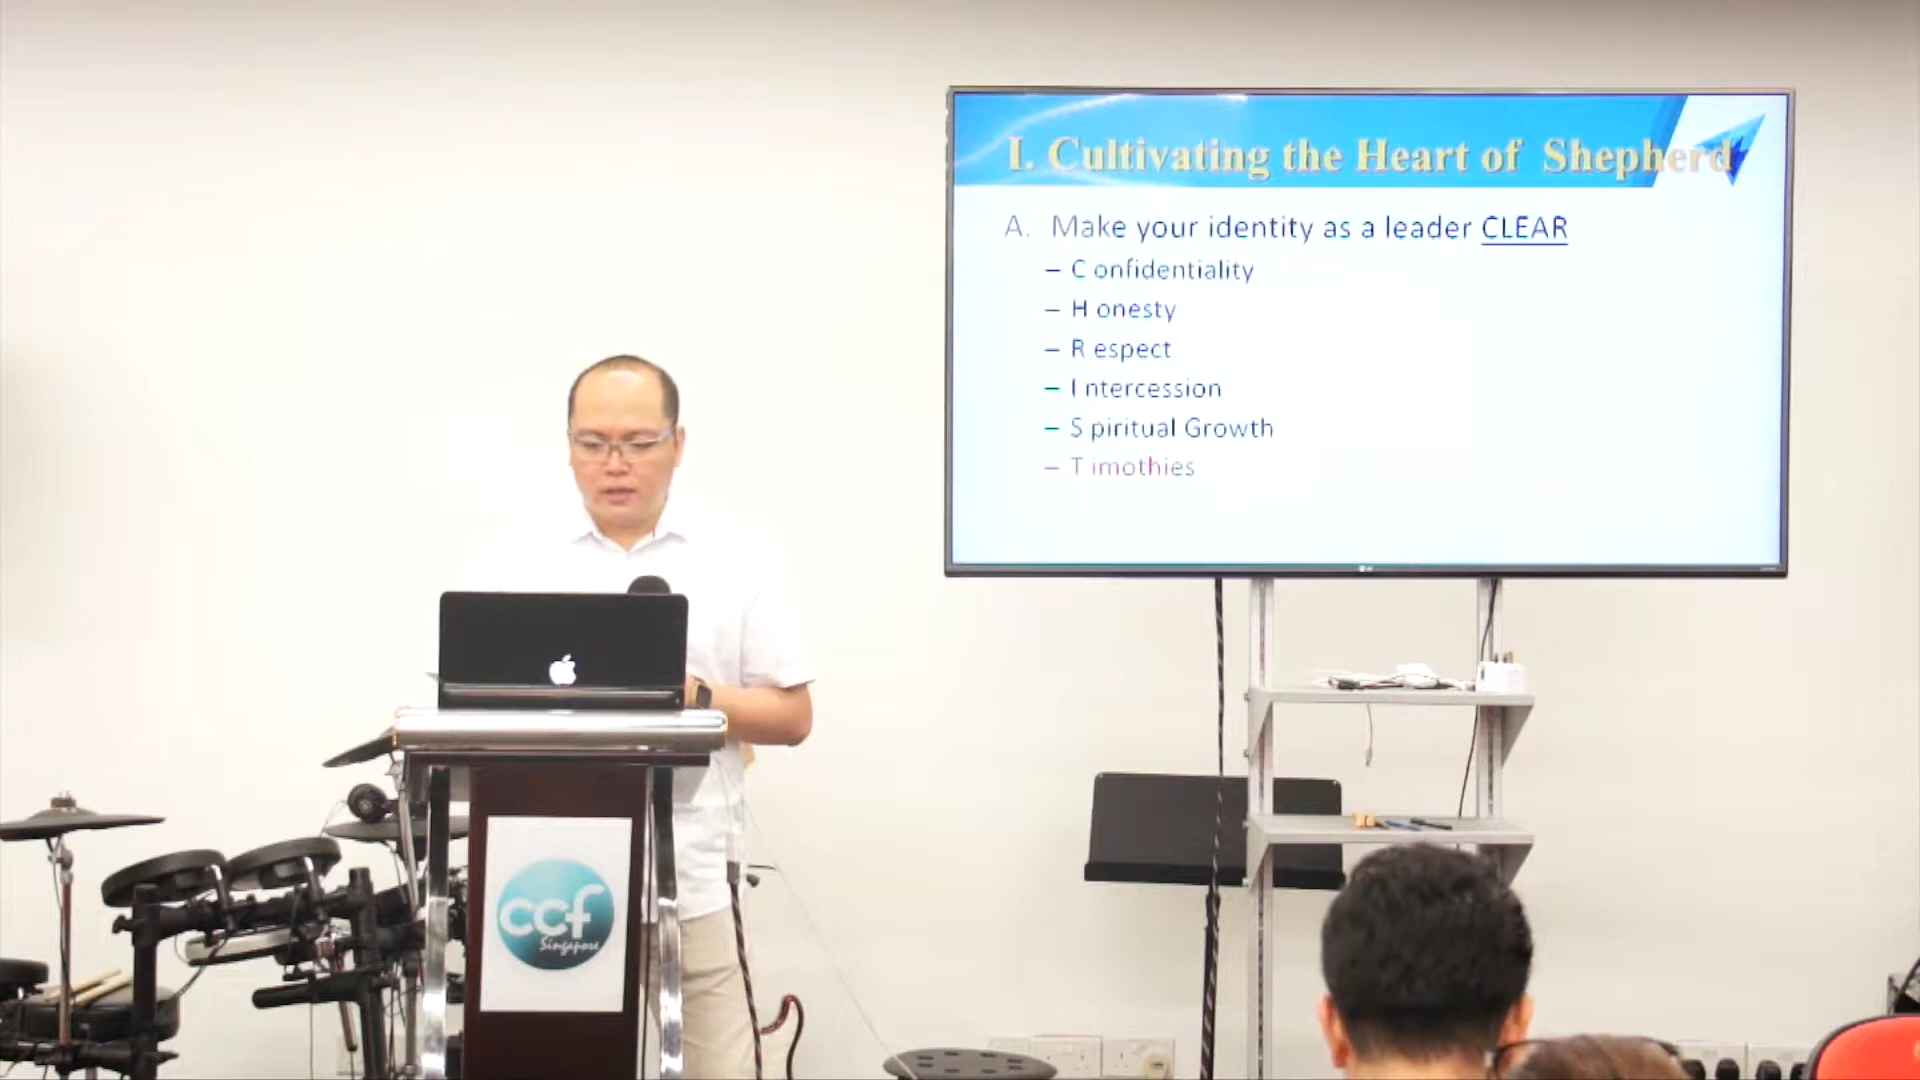 I. Cultivating the Heart of Shepherd
A. Make your identity as a leader CLEAR
– C onfidentiality
– H onesty
– R espect
– I ntercession
– S piritual Growth
– T imothies
ccf
Singapore